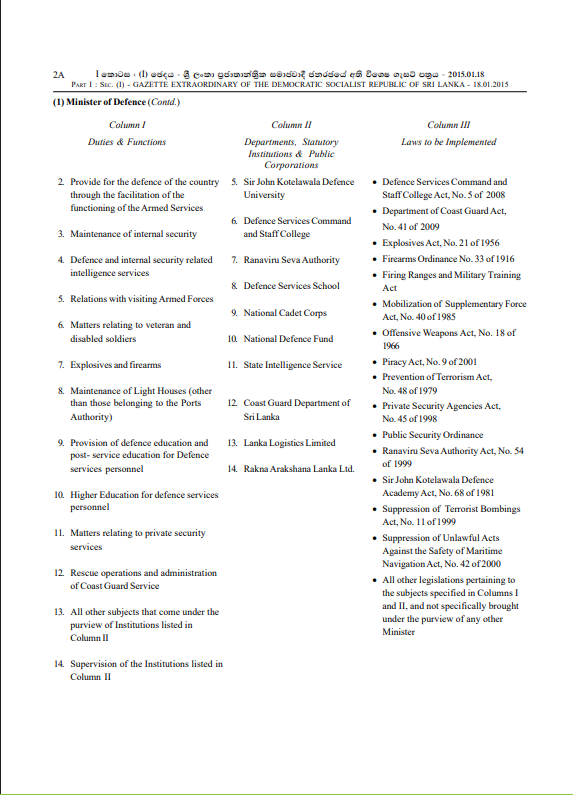 2A
I කොටස : (I) ඡේදය - ශ්‍රී ලංකා ප්‍රජාතාන්ත්‍රික සමාජවාදී ජනරජයේ අති විශෙෂ ගැසට් පත්‍රය - 2015.01.18
PART I : SEC. (I) - GAZETTE EXTRAORDINARY OF THE DEMOCRATIC SOCIALIST REPUBLIC OF SRI LANKA - 18.01.2015
(1) Minister of Defence (Contd.)
Column I
Duties & Functions
2. Provide for the defence of the country
through the facilitation of the
functioning of the Armed Services
3. Maintenance of internal security
4. Defence and internal security related
intelligence services
5. Relations with visiting Armed Forces
6. Matters relating to veteran and
disabled soldiers
7. Explosives and firearms
8. Maintenance of Light Houses (other
than those belonging to the Ports
Authority)
9. Provision of defence education and
post- service education for Defence
services personnel
10. Higher Education for defence services
personnel
11. Matters relating to private security
services
12. Rescue operations and administration
of Coast Guard Service
13. All other subjects that come under the
purview of Institutions listed in
Column II
14. Supervision of the Institutions listed in
Column II
Column II
Departments, Statutory
Institutions & Public
Corporations
5. Sir John Kotelawala Defence
University
6. Defence Services Command
and Staff College
7. Ranaviru Seva Authority
8. Defence Services School
9. National Cadet Corps
10. National Defence Fund
11. State Intelligence Service
12. Coast Guard Department of
Sri Lanka
13. Lanka Logistics Limited
14. Rakna Arakshana Lanka Ltd.
Column III
Laws to be Implemented
• Defence Services Command and
Staff College Act, No. 5 of 2008
• Department of Coast Guard Act,
No. 41 of 2009
• Explosives Act, No. 21 of 1956
• Firearms Ordinance No. 33 of 1916
• Firing Ranges and Military Training
Act
• Mobilization of Supplementary Force
Act, No. 40 of 1985
• Offensive Weapons Act, No. 18 of
1966
• Piracy Act, No. 9 of 2001
• Prevention of Terrorism Act,
No. 48 of 1979
• Private Security Agencies Act,
No. 45 of 1998
• Public Security Ordinance
• Ranaviru Seva Authority Act, No. 54
of 1999
• Sir John Kotelawala Defence
Academy Act, No. 68 of 1981
• Suppression of Terrorist Bombings
Act, No. 11 of 1999
• Suppression of Unlawful Acts
Against the Safety of Maritime
Navigation Act, No. 42 of 2000
• All other legislations pertaining to
the subjects specified in Columns I
and II, and not specifically brought
under the purview of any other
Minister